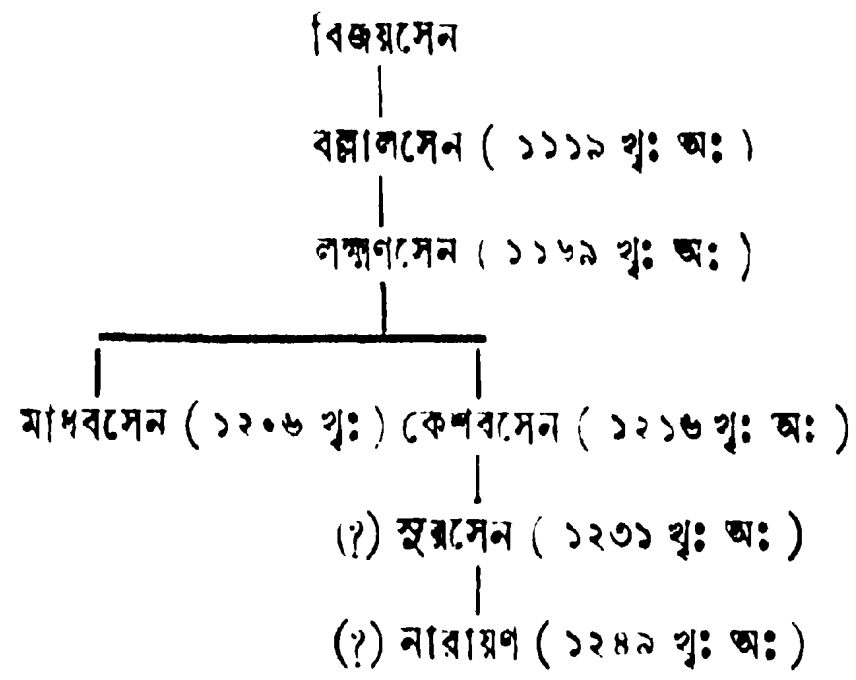 বিজয়সেন
বল্লালসেন ( ১১১৯ খৃঃ অঃ )
লক্ষ্মণসেন ( ১১৬৯ খৃঃ অঃ )
মাধবসেন ( ১২০৬ খৃঃ ) কেশবসেন ( ১২১৬ খৃঃ অঃ )
(?) সুরসেন ( ১২৩১ খৃঃ অঃ )
(?) নারায়ণ ( ১২৪৯ খৃঃ অঃ )